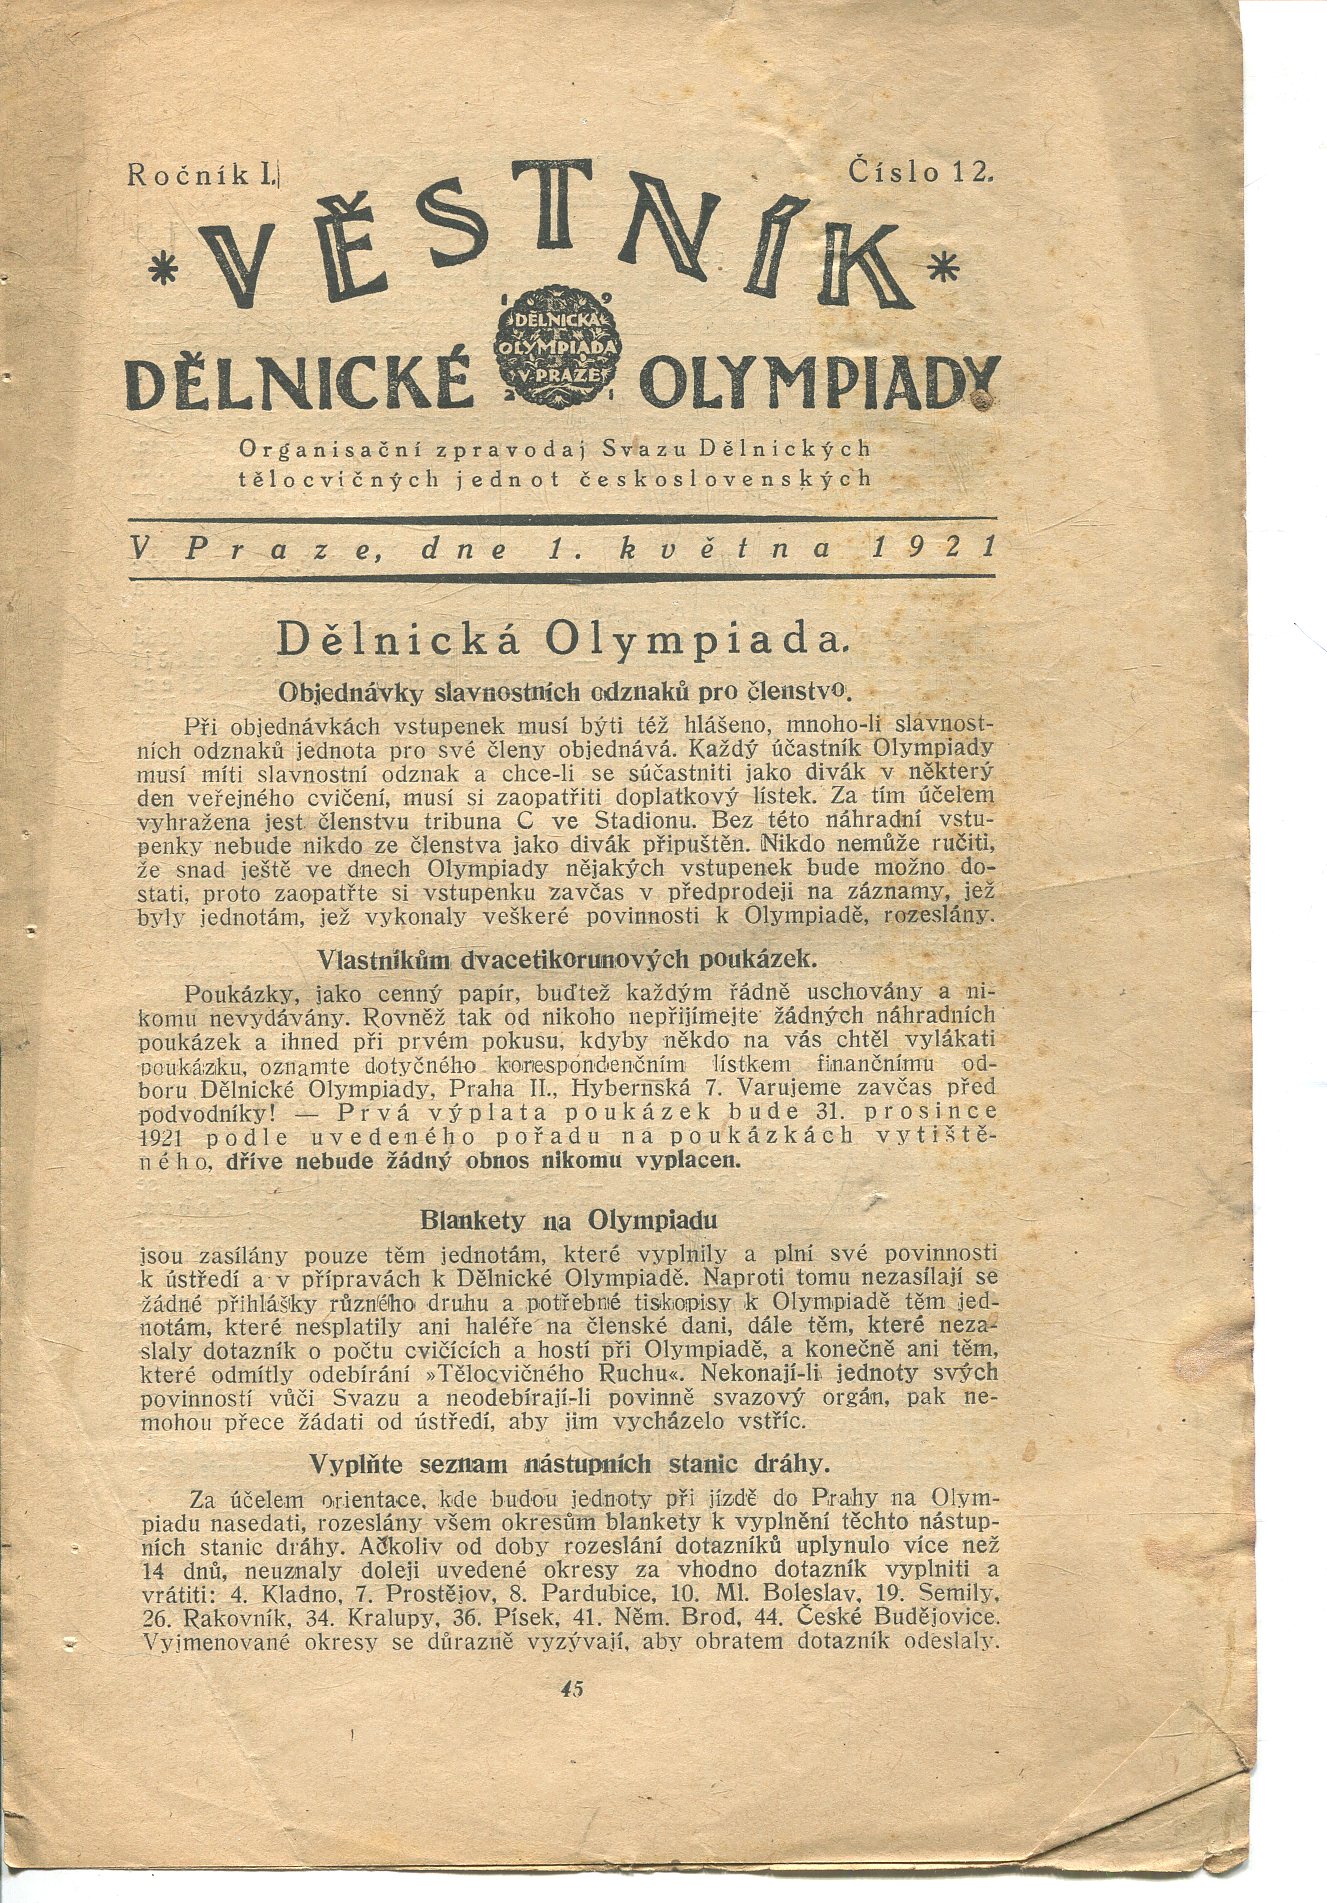 Ročník I.
Číslo 12.
* VĚSTNÍK *
19
DĚLNICKÁ
OLYMPIADA
V PRAZE
21
DĚLNICKÉ OLYMPIADY
Organisační zpravodaj Svazu Dělnických
tělocvičných jednot československých
V Praze, dne 1. května 1921
Dělnická Olympiada.
Objednávky slavnostních odznaků pro členstvo.
Při objednávkách vstupenek musí býti též hlášeno, mnoho-li slavnost-
ních odznaků jednota pro své členy objednává. Každý účastník Olympiady
musí míti slavnostní odznak a chce-li se súčastniti jako divák v některý
den veřejného cvičení, musí si zaopatřiti doplatkový lístek. Za tím účelem
vyhražena jest členstvu tribuna C ve Stadionu. Bez této náhradní vstu-
penky nebude nikdo ze členstva jako divák připuštěn. Nikdo nemůže ručiti,
že snad ještě ve dnech Olympiady nějakých vstupenek bude možno do-
stati, proto zaopatřte si vstupenku zavčas v předprodeji na záznamy, jež
byly jednotám, jež vykonaly veškeré povinnosti k Olympiadě, rozeslány.
Vlastníkům dvacetikorunových poukázek.
Poukázky, jako cenný papír, buďtež každým řádně uschovány a ni-
komu nevydávány. Rovněž tak od nikoho nepřijímejte žádných náhradních
poukázek a ihned při prvém pokusu, kdyby někdo na vás chtěl vylákati
poukázku, oznamte dotyčného korespondenčním lístkem finančnímu od-
boru Dělnické Olympiady, Praha II., Hybernská 7. Varujeme zavčas před
podvodníky! — Prvá výplata poukázek bude 31. prosince
1921 podle uvedeného pořadu na poukázkách vytiště-
ného, dříve nebude žádný obnos nikomu vyplacen.
Blankety na Olympiadu
jsou zasílány pouze těm jednotám, které vyplnily a plní své povinnosti
k ústředí a v přípravách k Dělnické Olympiadě. Naproti tomu nezasílají se
žádné přihlášky různého druhu a potřebné tiskopisy k Olympiadě těm jed-
notám, které nesplatily ani haléře na členské dani, dále těm, které neza-
slaly dotazník o počtu cvičících a hostí při Olympiadě, a konečně ani těm,
které odmítly odebírání »Tělocvičného Ruchu«. Nekonají-li jednoty svých
povinností vůči Svazu a neodebírají-li povinně svazový orgán, pak ne-
mohou přece žádati od ústředí, aby jim vycházelo vstříc.
Vyplňte seznam nástupních stanic dráhy.
Za účelem orientace, kde budou jednoty při jízdě do Prahy na Olym-
piadu nasedati, rozeslány všem okresům blankety k vyplnění těchto nástup-
ních stanic dráhy. Ačkoliv od doby rozeslání dotazníků uplynulo více než
14 dnů, neuznaly doleji uvedené okresy za vhodno dotazník vyplniti a
vrátiti: 4. Kladno, 7. Prostějov, 8. Pardubice, 10. Ml. Boleslav, 19. Semily,
26. Rakovník, 34. Kralupy, 36. Písek, 41. Něm. Brod, 44. České Budějovice.
Vyjmenované okresy se důrazně vyzývají, aby obratem dotazník odeslaly.
45